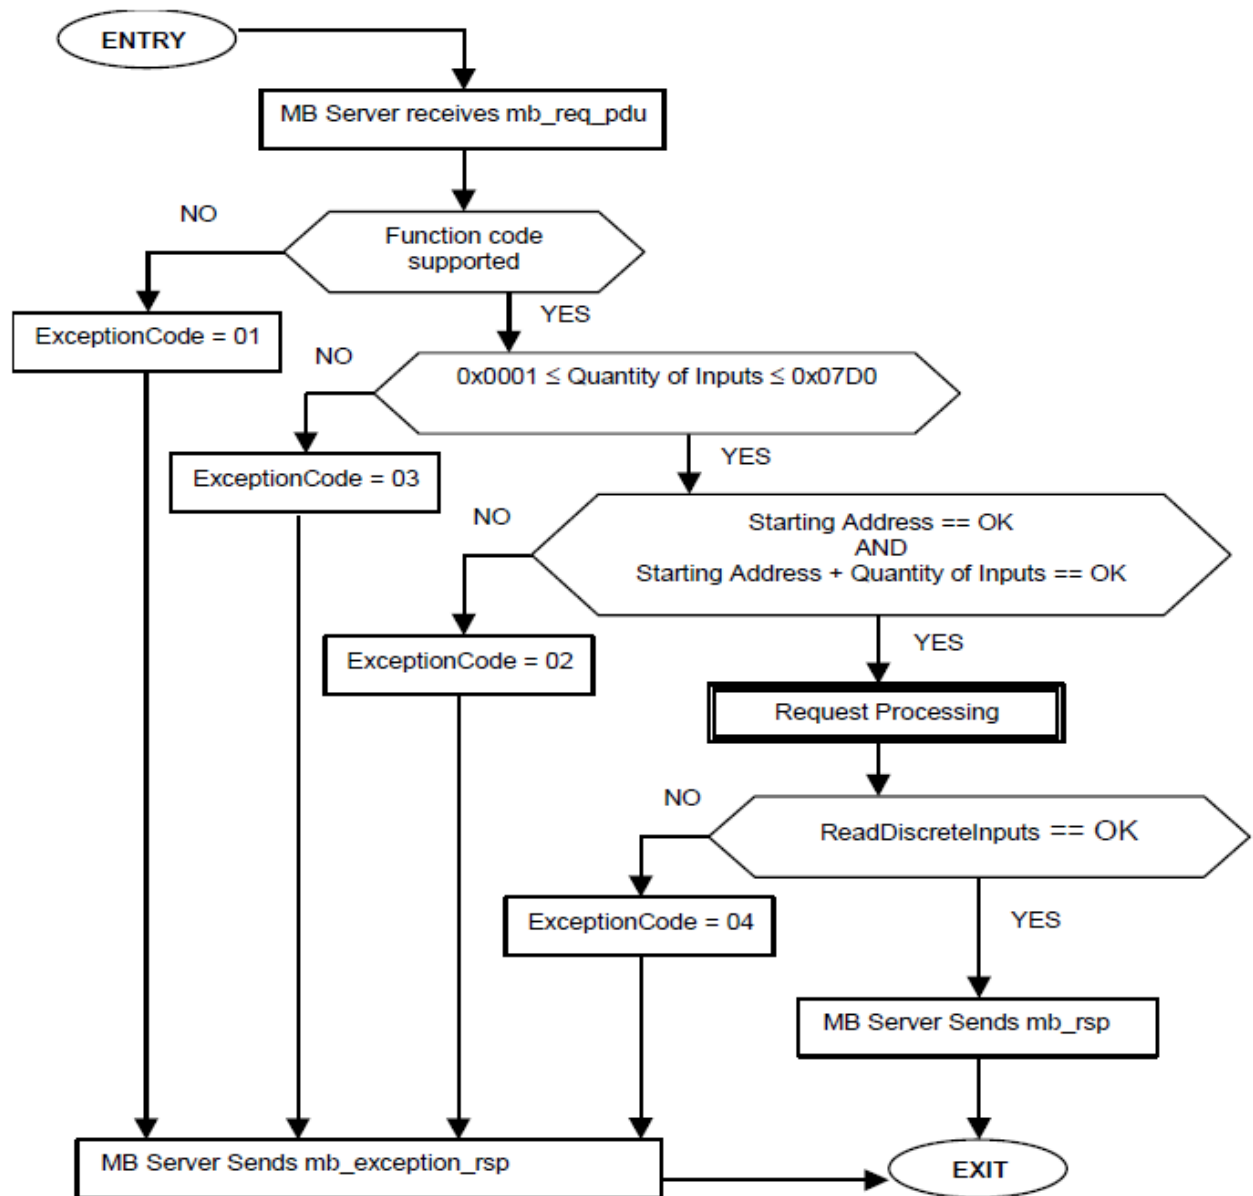 ENTRY
MB Server receives mb_req_pdu
NO
Function code
supported
YES
ExceptionCode = 01
NO
0x0001 ≤ Quantity of Inputs ≤ 0x07D0
YES
ExceptionCode = 03
NO
Starting Address == OK
AND
Starting Address + Quantity of Inputs == OK
YES
ExceptionCode = 02
Request Processing
NO
ReadDiscreteInputs == OK
YES
ExceptionCode = 04
MB Server Sends mb_rsp
MB Server Sends mb_exception_rsp
EXIT